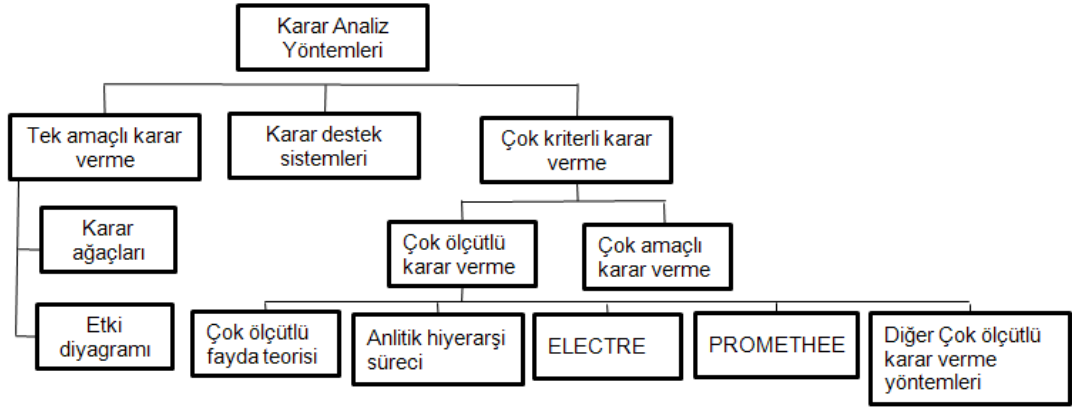 Karar Analiz
Yöntemleri
Tek amaçlı karar
verme
Karar destek
sistemleri
Çok kriterli karar
verme
Karar
ağaçları
Çok ölçütlü
karar verme
Çok amaçlı
karar verme
Etki
diyagramı
Çok ölçütlü
fayda teorisi
Anlitik hiyerarşi
süreci
ELECTRE
PROMETHEE
Diğer Çok ölçütlü
karar verme
yöntemleri